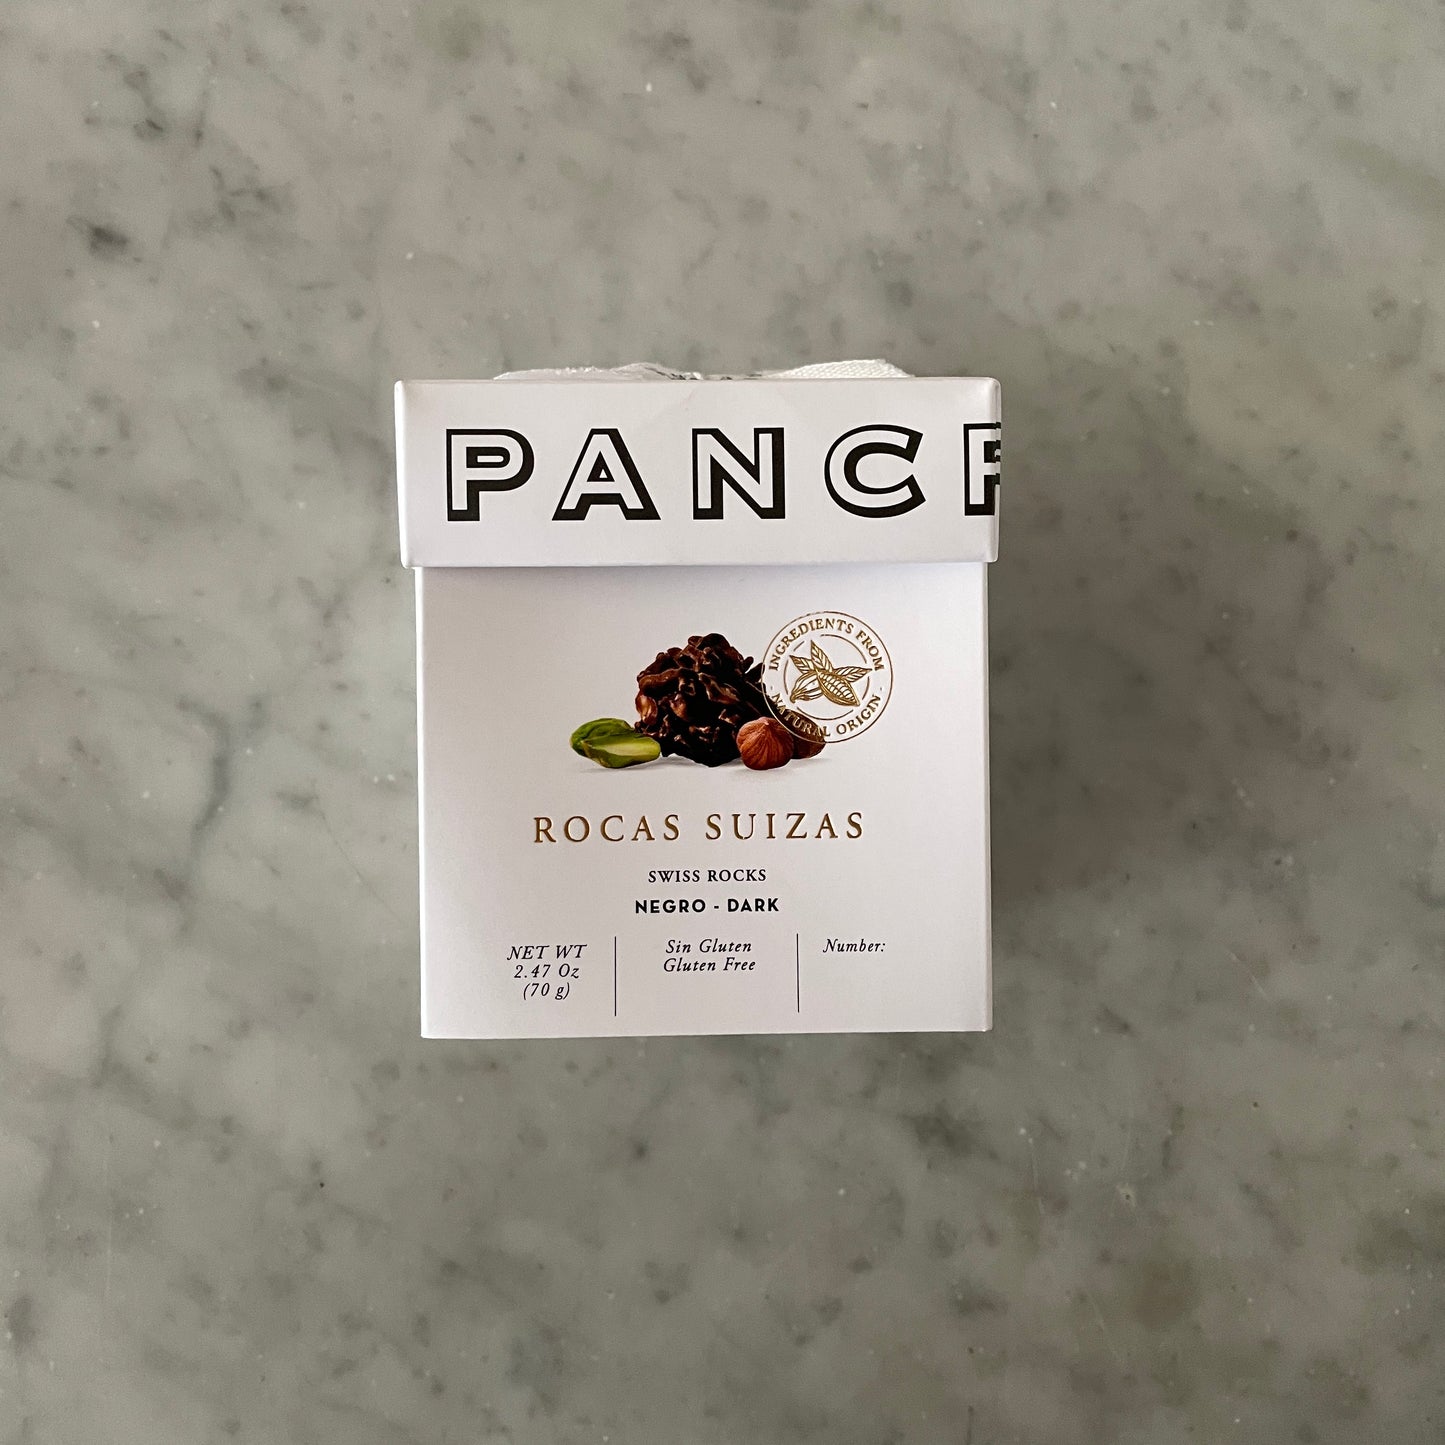 PANCR
INGREDIENTS FROM
NATURAL ORIGIN
ROCAS SUIZAS
SWISS ROCKS
NEGRO - DARK
NET WT
2.47 Oz
(70 g)
Sin Gluten
Gluten Free
Number: